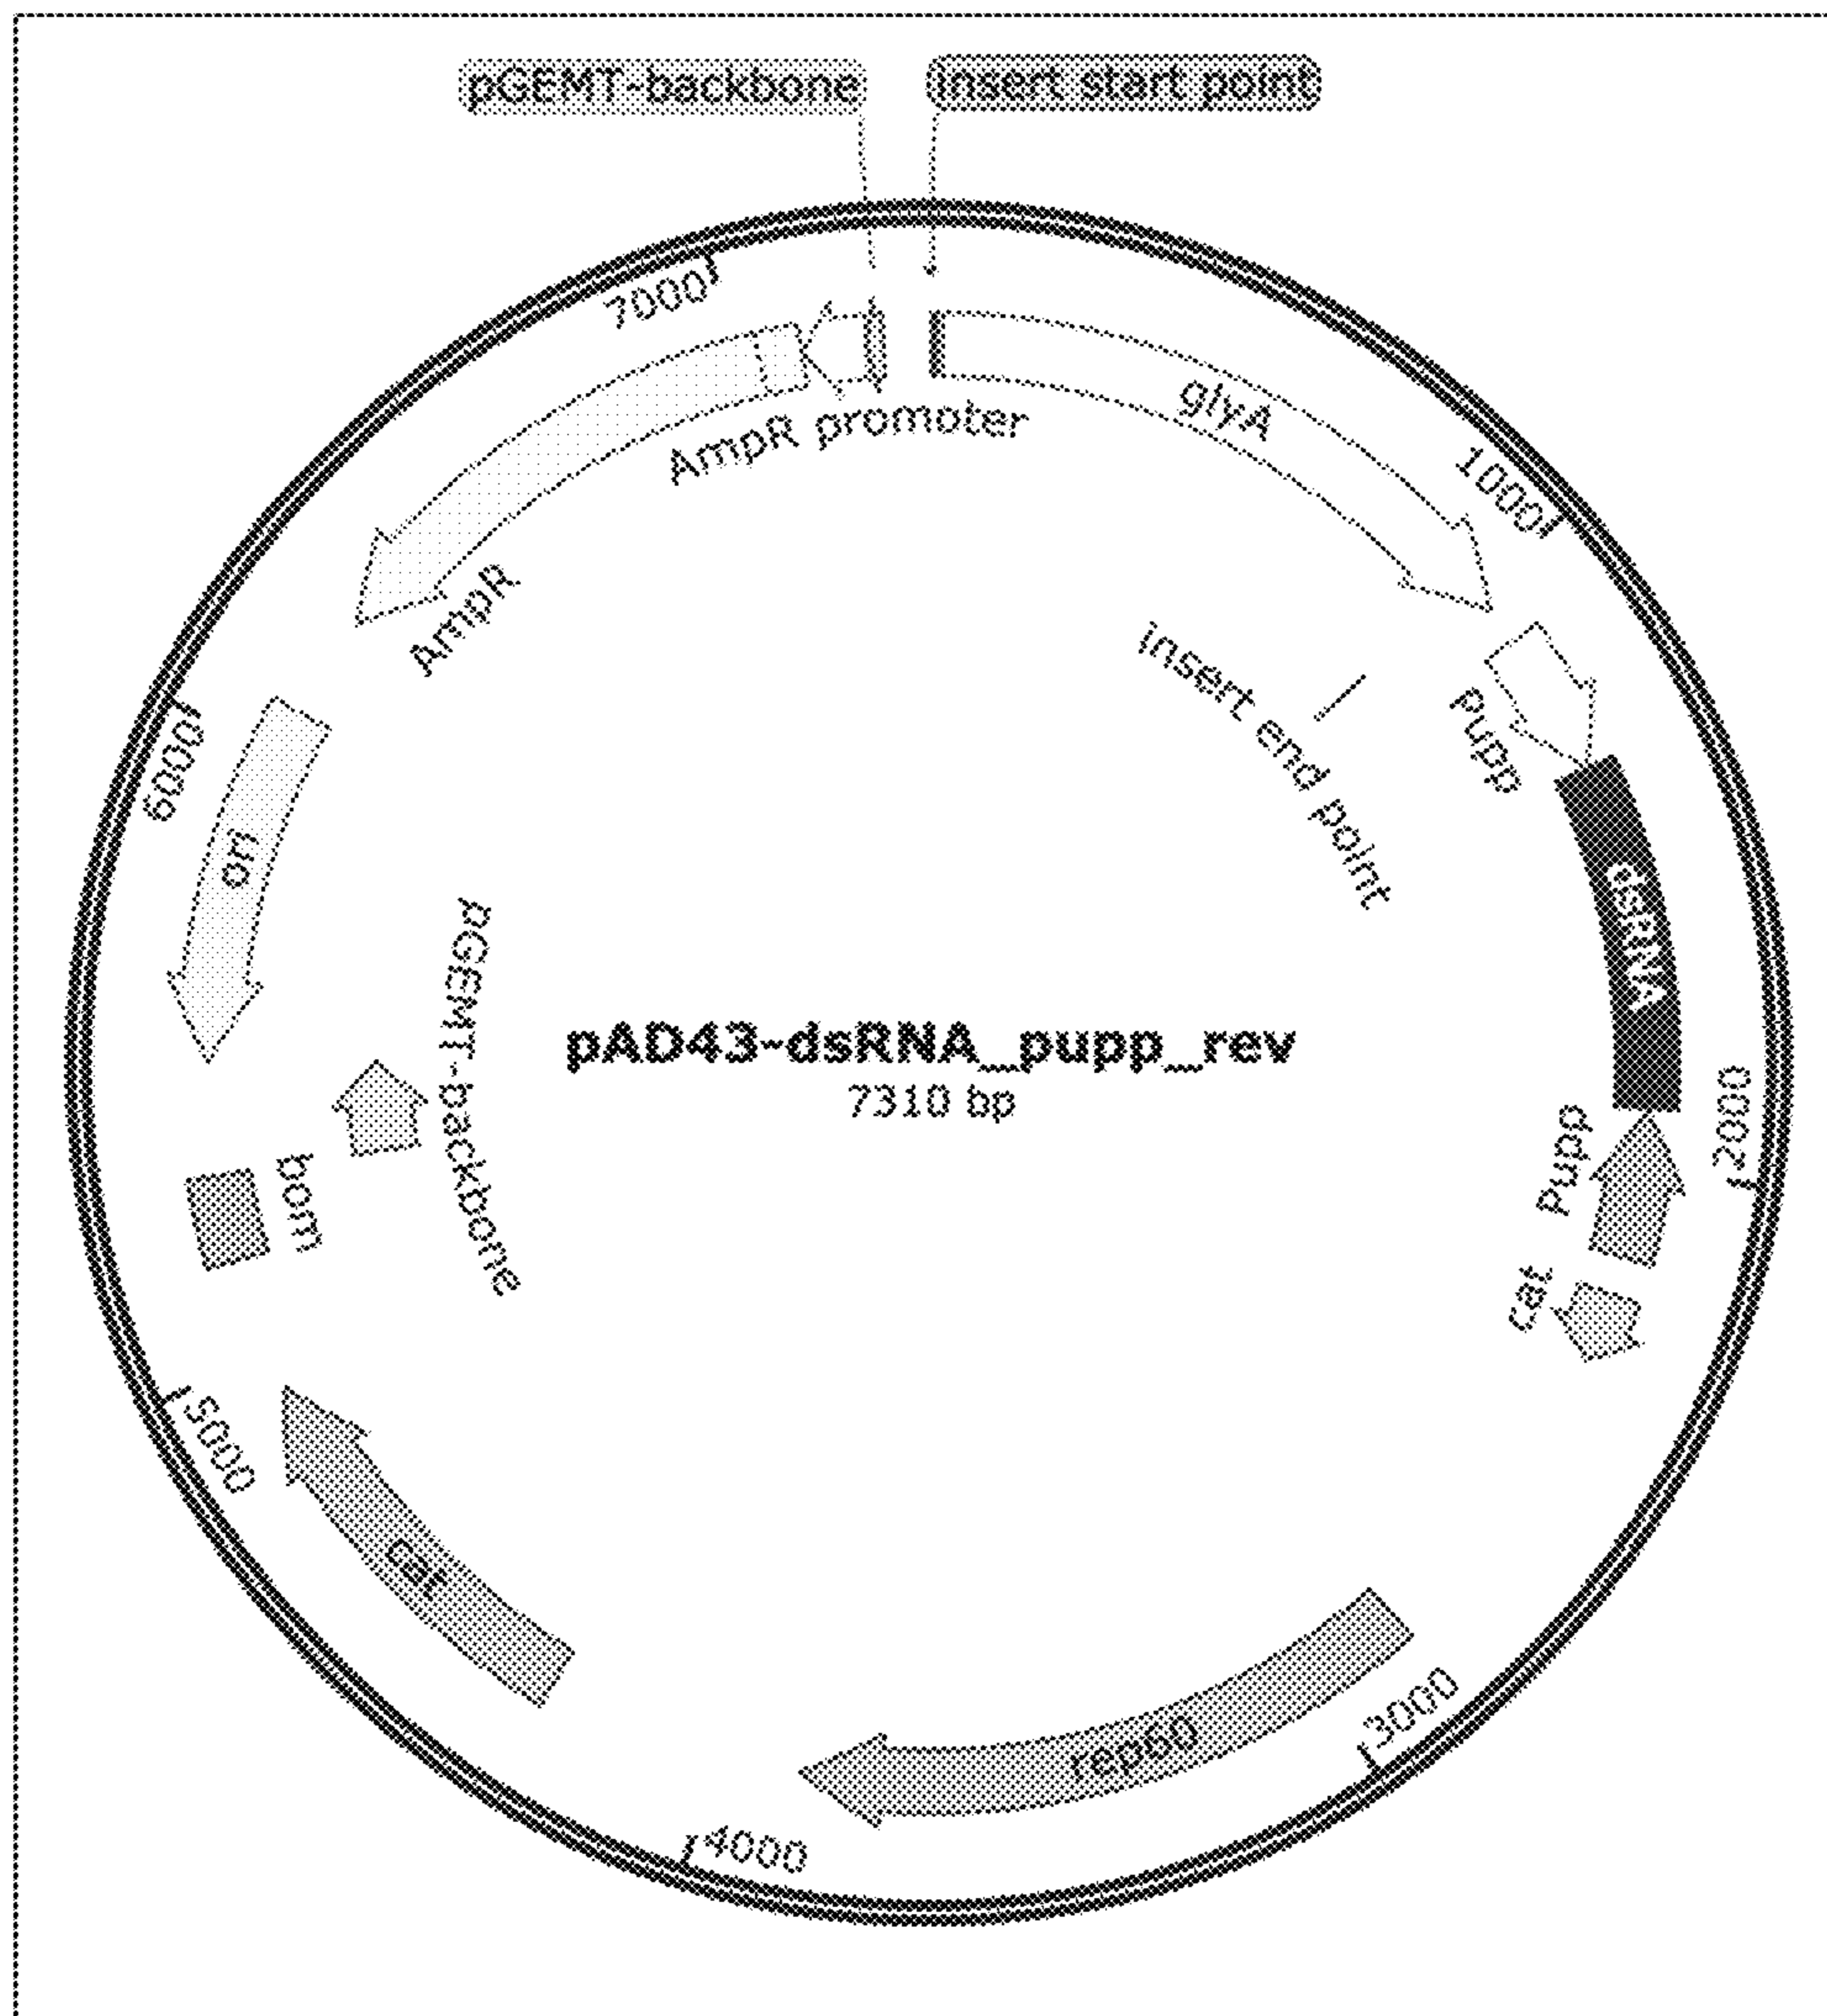 pGEMT-backbone
insert start point
7000
AmpR promoter
glyA
1000
AmpR
insert end point
Pupp
6000
ori
dsRNA
pGEMT-backbone
pAD43-dsRNA_pupp_rev
7310 bp
2000
Pupp
bom
cat
5000
cat
3000
rep60
4000